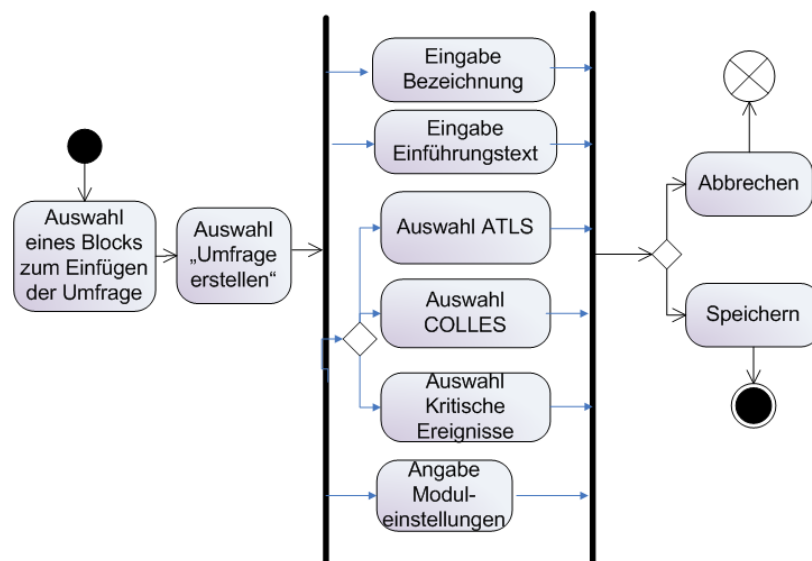 Auswahl
eines Blocks
zum Einfügen
der Umfrage
Auswahl
„Umfrage
erstellen“
Eingabe
Bezeichnung
Eingabe
Einführungstext
Auswahl ATLS
Auswahl
COLLES
Auswahl
Kritische
Ereignisse
Angabe
Modul-
einstellungen
Abbrechen
Speichern